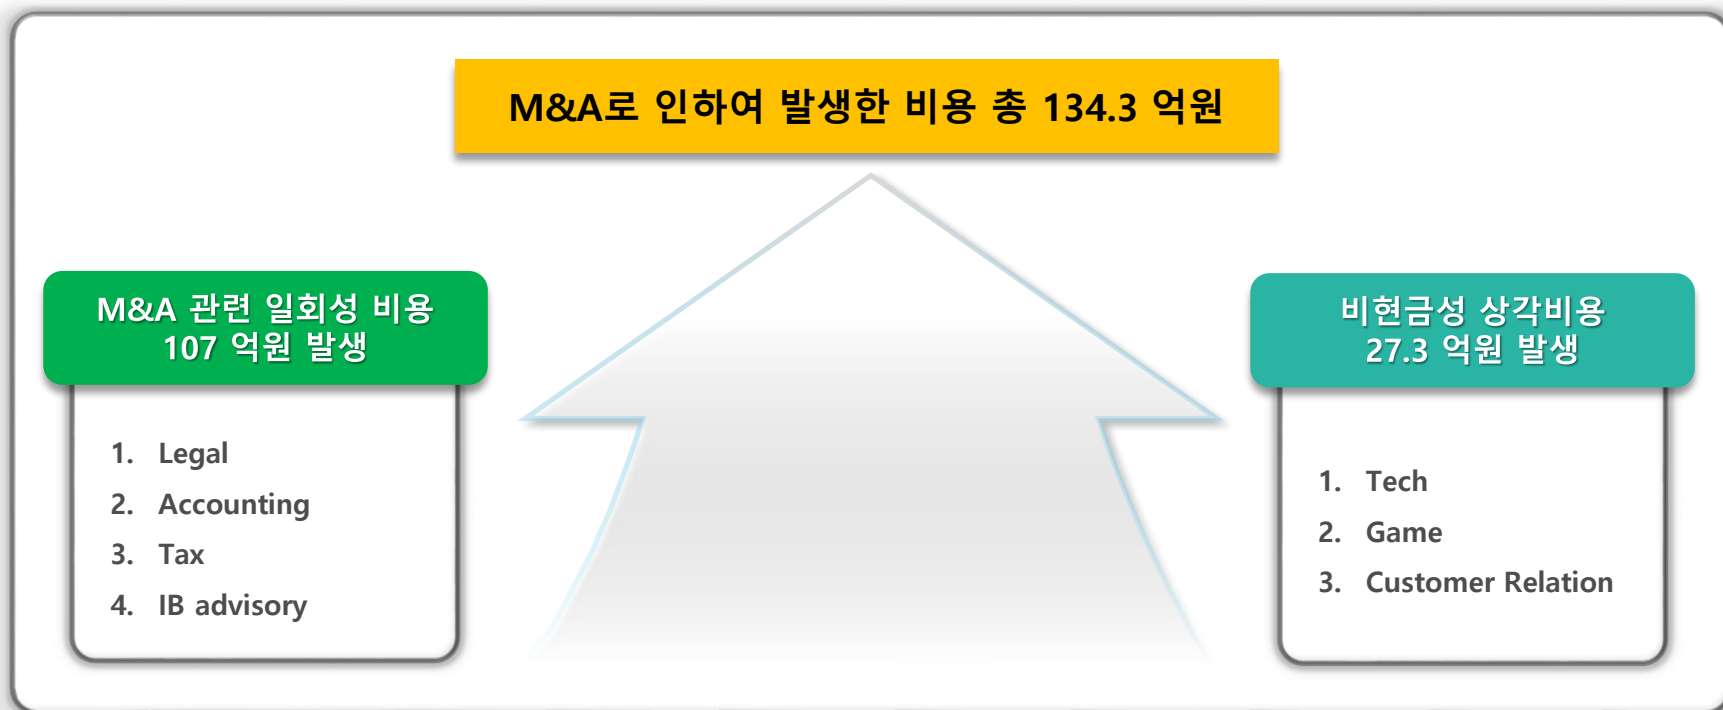 M&A로 인하여 발생한 비용 총 134.3 억원
M&A 관련 일회성 비용
107 억원 발생
1. Legal
2. Accounting
3. Tax
4. IB advisory
비현금성 상각비용
27.3 억원 발생
1. Tech
2. Game
3. Customer Relation